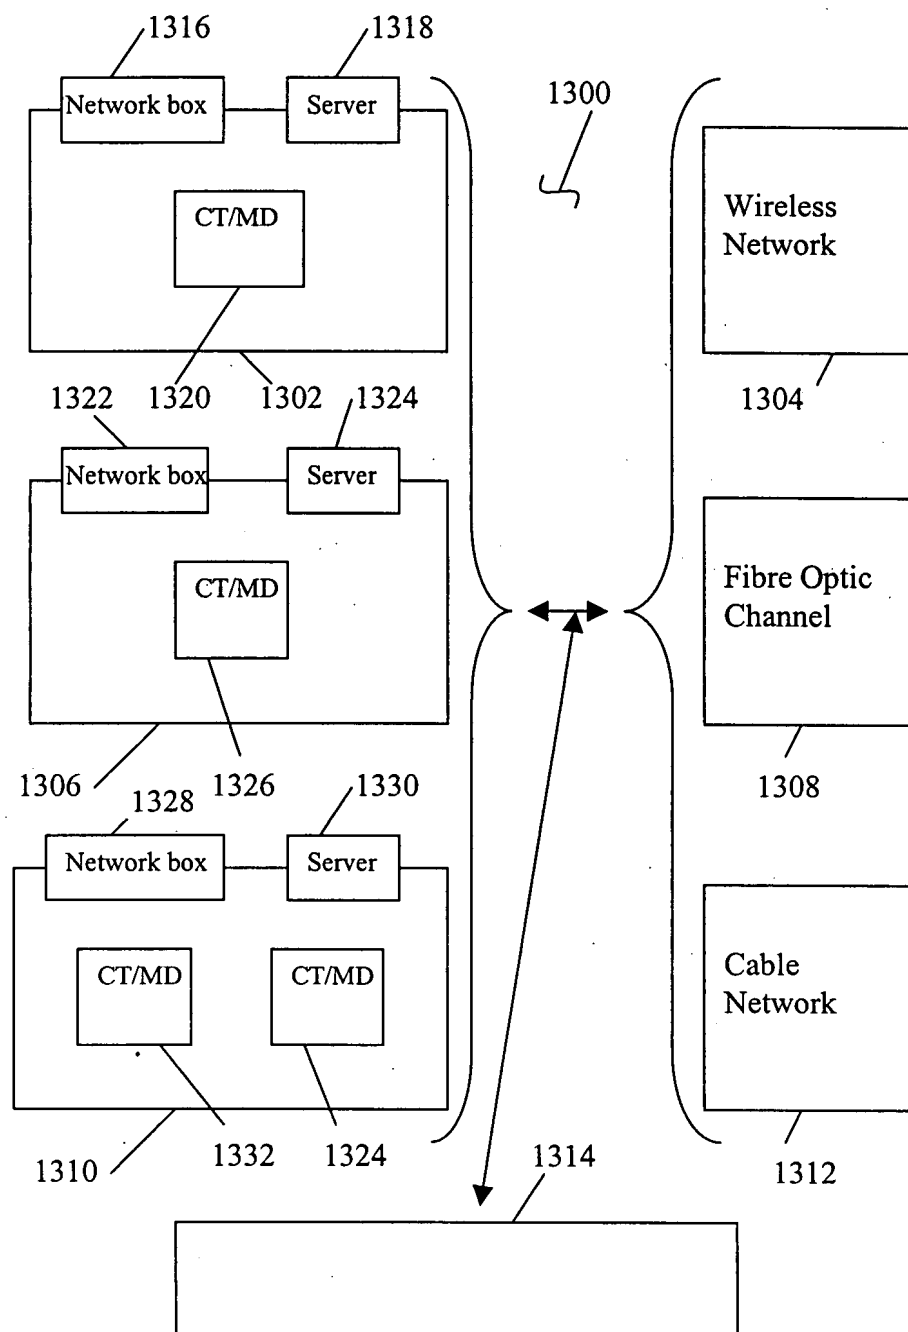 1316
1318
Network box
Server
1300
CT/MD
Wireless
Network
1322
1320
1302
1324
1304
Network box
Server
CT/MD
Fibre Optic
Channel
1306
1326
1330
1308
1328
Network box
Server
CT/MD
CT/MD
Cable
Network
1310
1332
1324
1314
1312